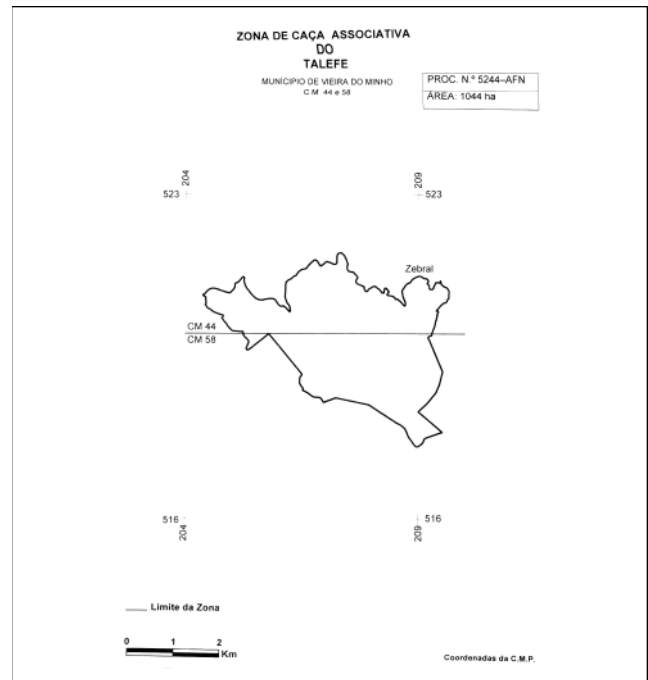 ZONA DE CAÇA ASSOCIATIVA
DO
TALEFE
MUNÍCIPIO DE VIEIRA DO MINHO
C.M. 44 e 58
PROC. N.º 5244–AFN
ÁREA: 1044 ha
204
209
523
523
Zebral
CM 44
CM 58
516
516
204
209
Limite da Zona
0 1 2
Km
Coordenadas da C.M.P.